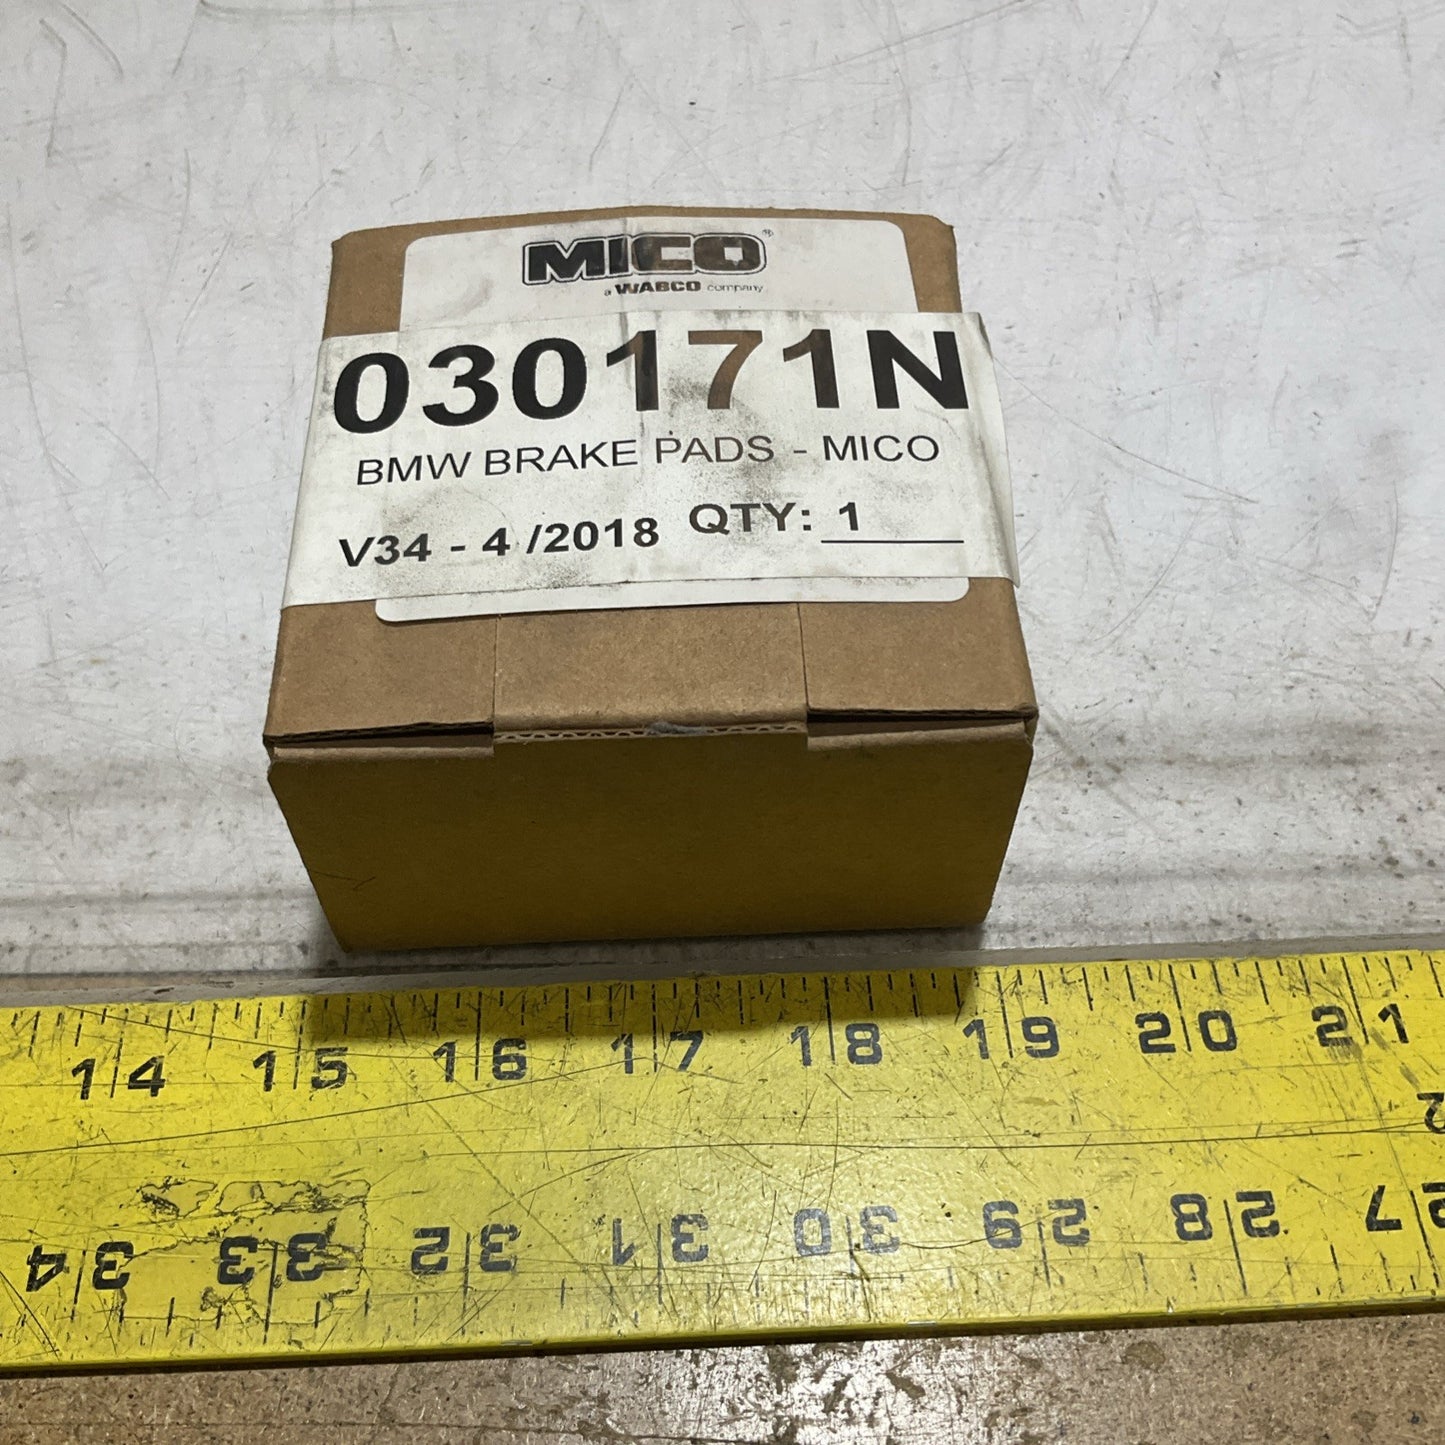 MICO®
a WABCO company
030171N
BMW BRAKE PADS - MICO
V34 - 4 /2018 QTY: 1
14 15 16 17 18 19 20 21
2
34 33 32 31 30 29 28 27